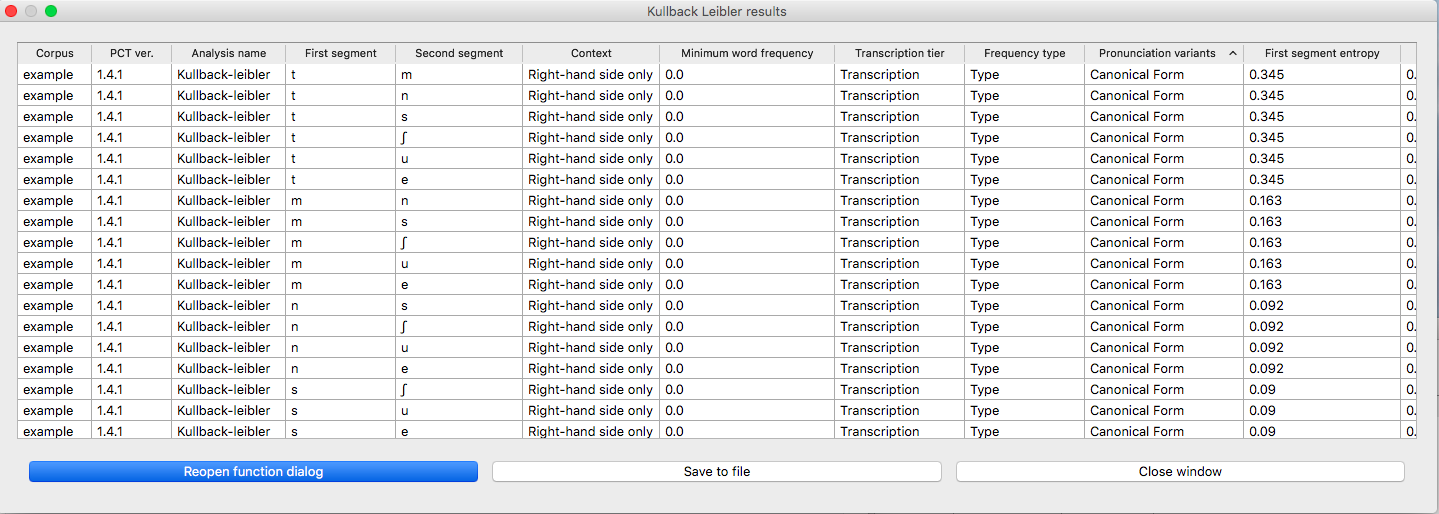 Kullback Leibler results
Corpus PCT ver. Analysis name First segment Second segment Context Minimum word frequency Transcription tier Frequency type Pronunciation variants First segment entropy
example 1.4.1 Kullback-leibler t m Right-hand side only 0.0 Transcription Type Canonical Form 0.345 0.
example 1.4.1 Kullback-leibler t n Right-hand side only 0.0 Transcription Type Canonical Form 0.345 0.
example 1.4.1 Kullback-leibler t s Right-hand side only 0.0 Transcription Type Canonical Form 0.345 0.
example 1.4.1 Kullback-leibler t ʃ Right-hand side only 0.0 Transcription Type Canonical Form 0.345 0.
example 1.4.1 Kullback-leibler t u Right-hand side only 0.0 Transcription Type Canonical Form 0.345 0.
example 1.4.1 Kullback-leibler t e Right-hand side only 0.0 Transcription Type Canonical Form 0.345 0.
example 1.4.1 Kullback-leibler m n Right-hand side only 0.0 Transcription Type Canonical Form 0.163 0.
example 1.4.1 Kullback-leibler m s Right-hand side only 0.0 Transcription Type Canonical Form 0.163 0.
example 1.4.1 Kullback-leibler m ʃ Right-hand side only 0.0 Transcription Type Canonical Form 0.163 0.
example 1.4.1 Kullback-leibler m u Right-hand side only 0.0 Transcription Type Canonical Form 0.163 0.
example 1.4.1 Kullback-leibler m e Right-hand side only 0.0 Transcription Type Canonical Form 0.163 0.
example 1.4.1 Kullback-leibler n s Right-hand side only 0.0 Transcription Type Canonical Form 0.092 0.
example 1.4.1 Kullback-leibler n ʃ Right-hand side only 0.0 Transcription Type Canonical Form 0.092 0.
example 1.4.1 Kullback-leibler n u Right-hand side only 0.0 Transcription Type Canonical Form 0.092 0.
example 1.4.1 Kullback-leibler n e Right-hand side only 0.0 Transcription Type Canonical Form 0.092 0.
example 1.4.1 Kullback-leibler s ʃ Right-hand side only 0.0 Transcription Type Canonical Form 0.09 0.
example 1.4.1 Kullback-leibler s u Right-hand side only 0.0 Transcription Type Canonical Form 0.09 0.
example 1.4.1 Kullback-leibler s e Right-hand side only 0.0 Transcription Type Canonical Form 0.09 0.
Reopen function dialog Save to file Close window